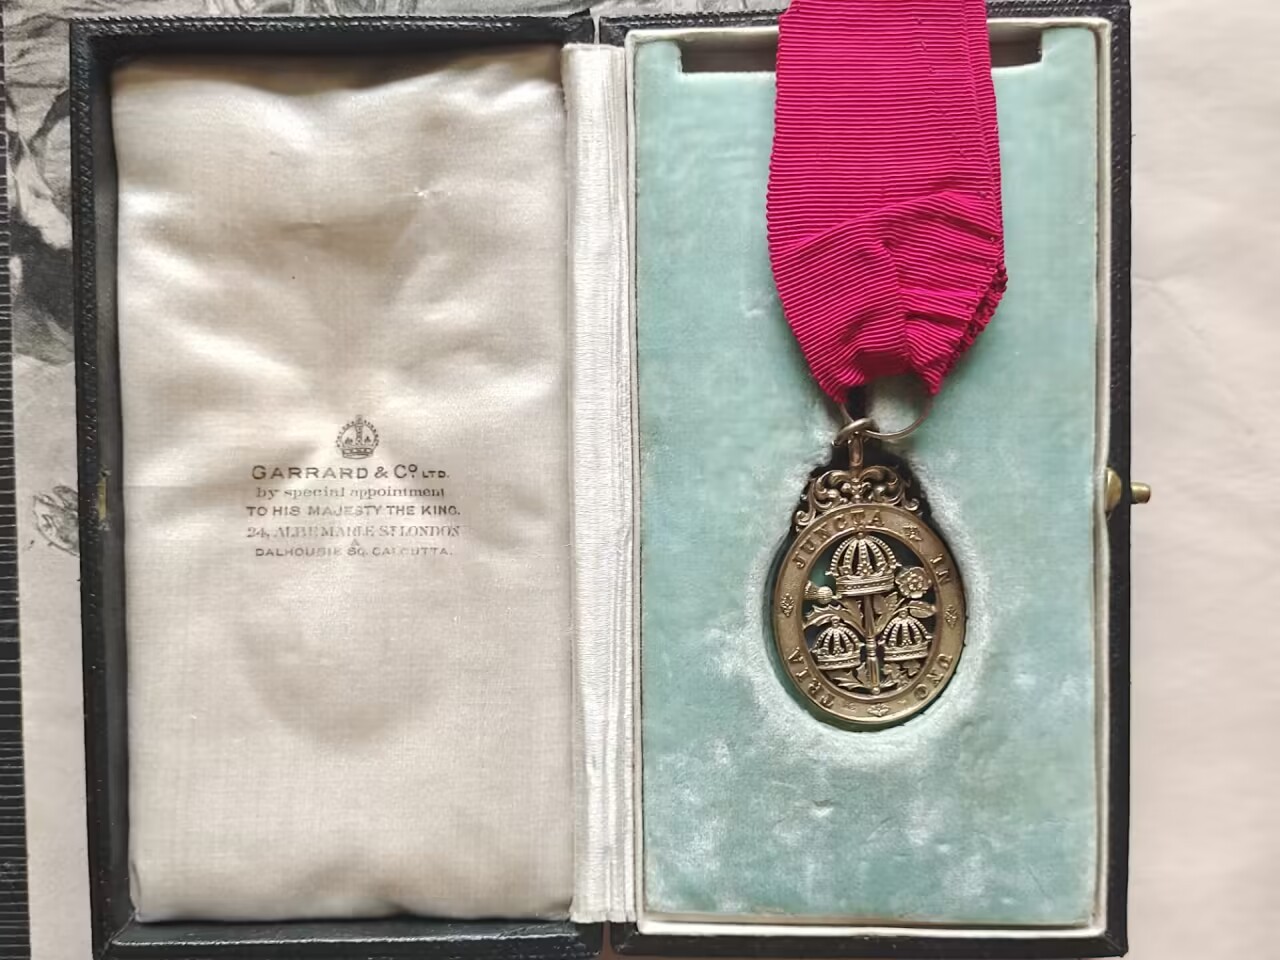 GARRARD & Co LTD.
by special appointment
TO HIS MAJESTY THE KING.
24, ALBEMARLE ST LONDON
&
DALHOUSIE SQ. CALCUTTA.
TRIA JUNCTA IN UNO